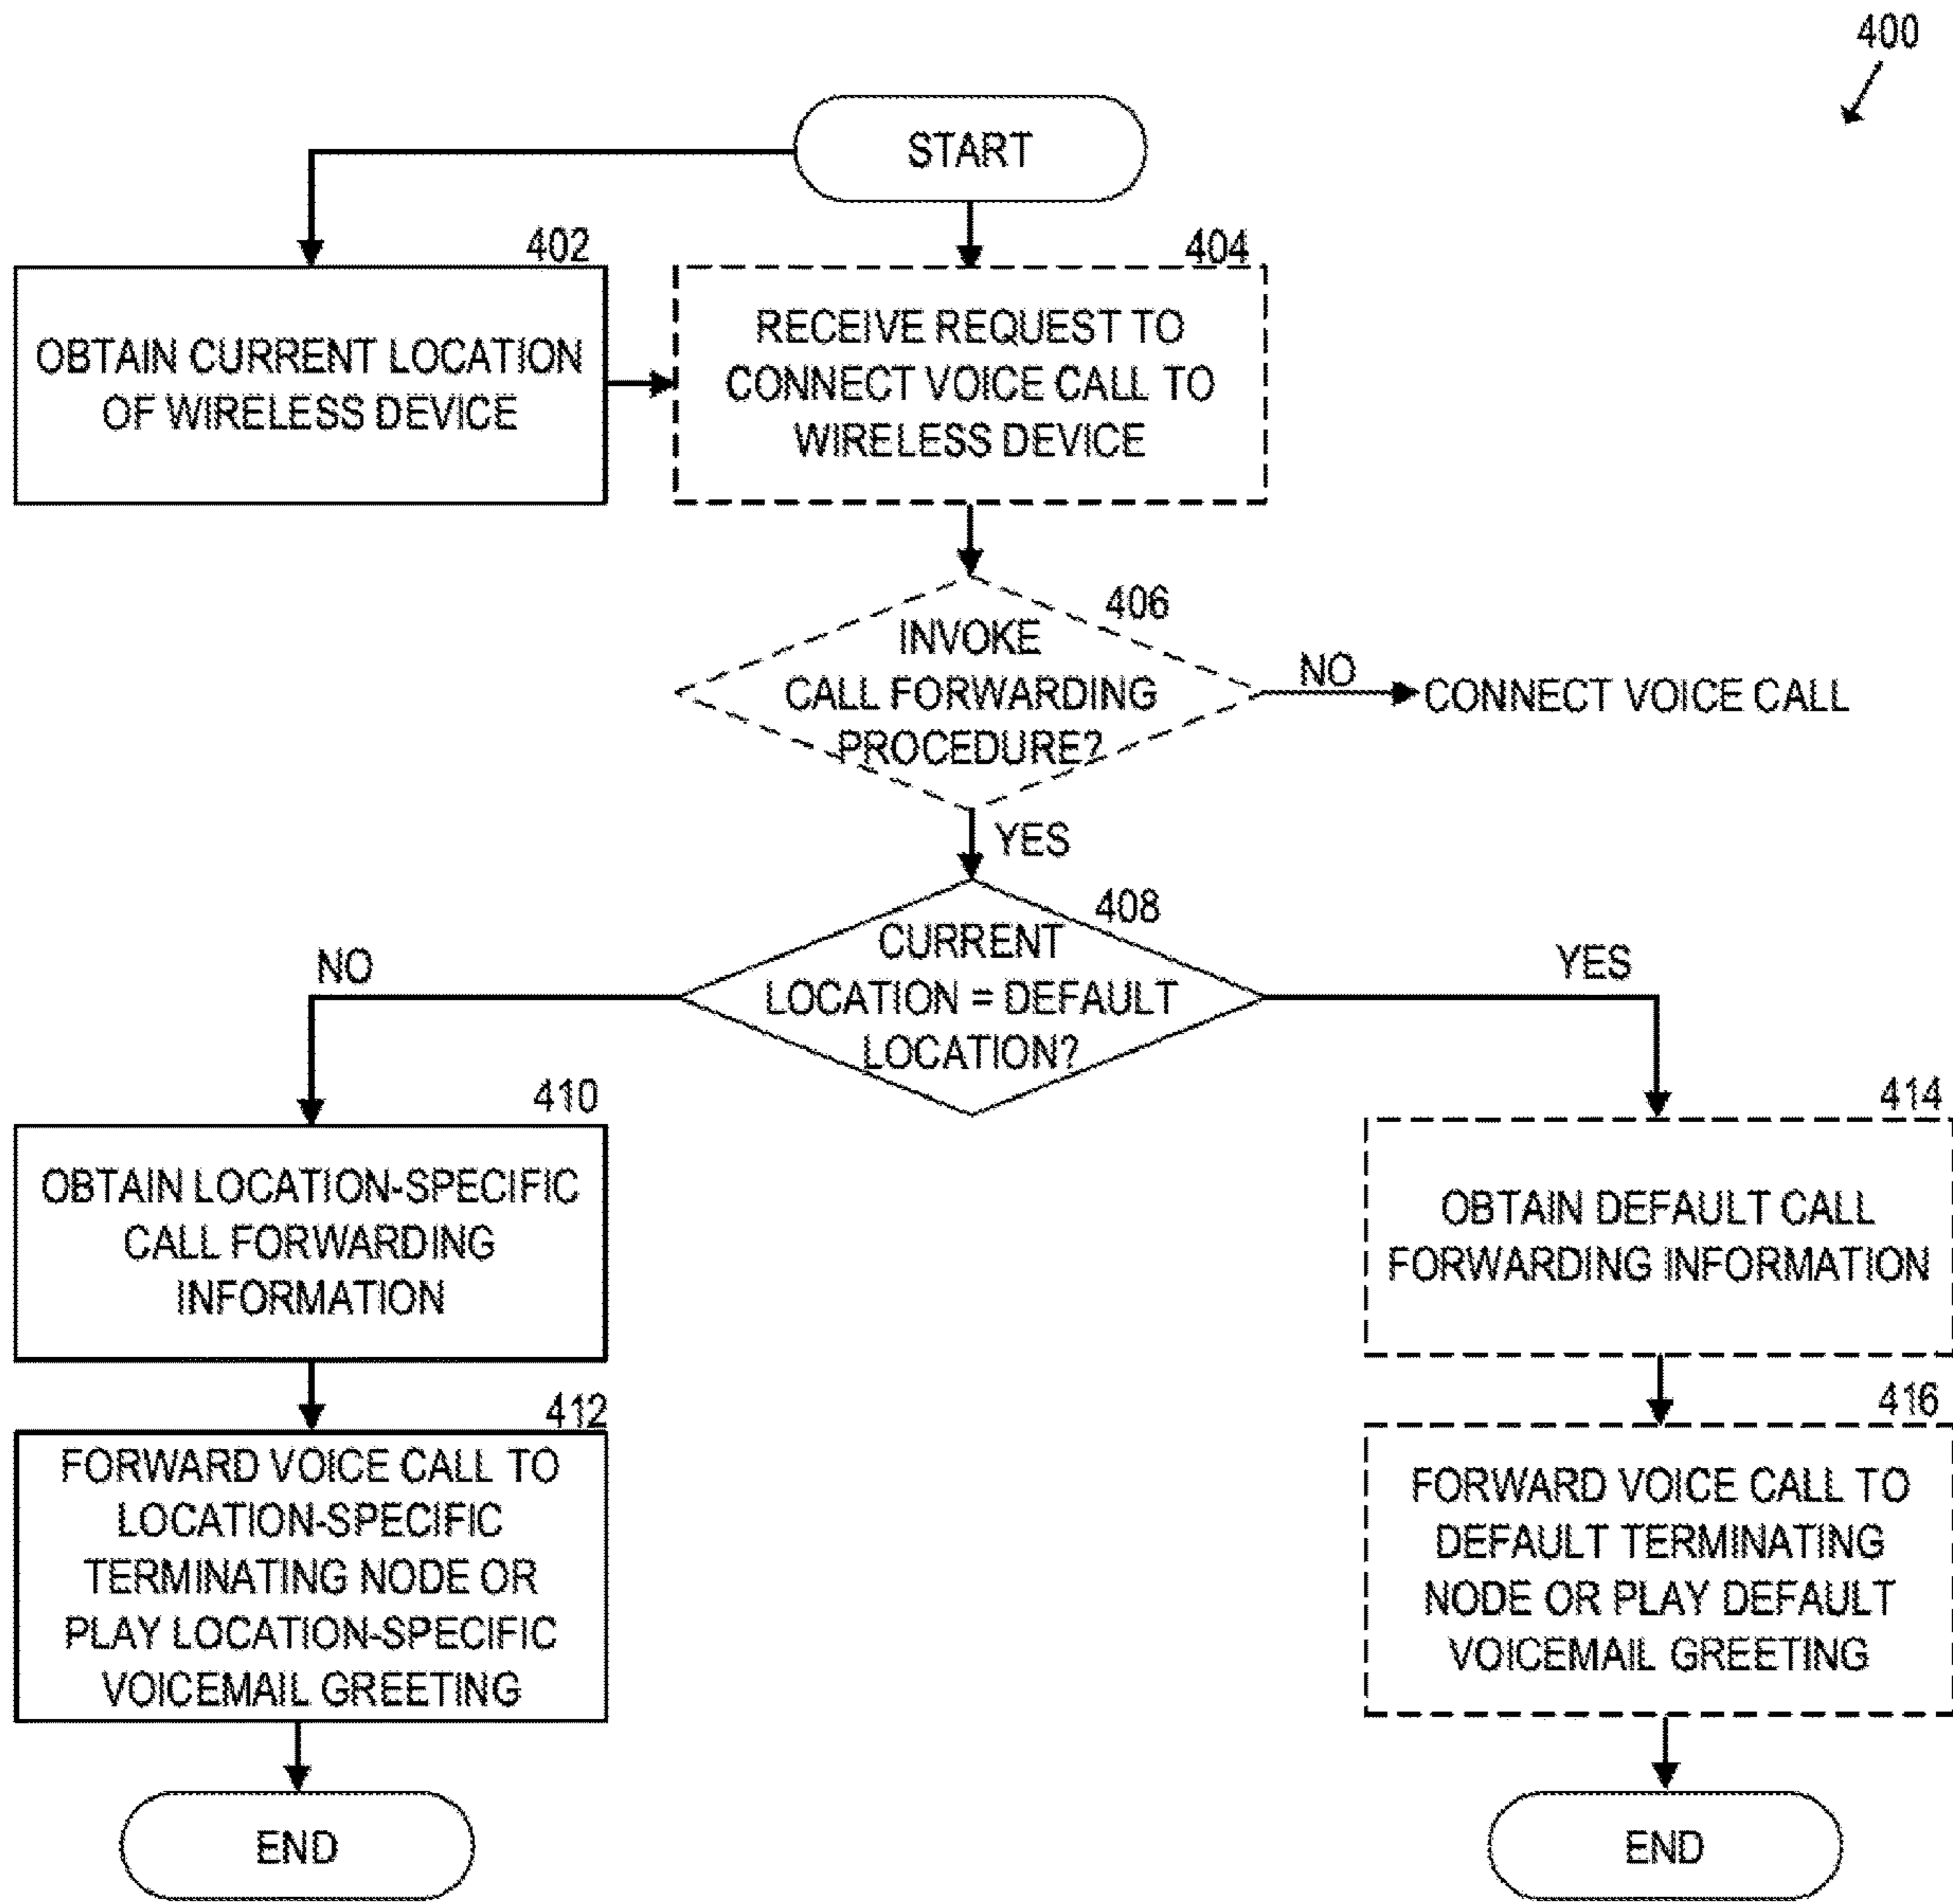 400
START
402
OBTAIN CURRENT LOCATION
OF WIRELESS DEVICE
404
RECEIVE REQUEST TO
CONNECT VOICE CALL TO
WIRELESS DEVICE
406
INVOKE
CALL FORWARDING
PROCEDURE?
NO
CONNECT VOICE CALL
YES
408
CURRENT
LOCATION = DEFAULT
LOCATION?
NO
YES
410
OBTAIN LOCATION-SPECIFIC
CALL FORWARDING
INFORMATION
412
FORWARD VOICE CALL TO
LOCATION-SPECIFIC
TERMINATING NODE OR
PLAY LOCATION-SPECIFIC
VOICEMAIL GREETING
END
414
OBTAIN DEFAULT CALL
FORWARDING INFORMATION
416
FORWARD VOICE CALL TO
DEFAULT TERMINATING
NODE OR PLAY DEFAULT
VOICEMAIL GREETING
END